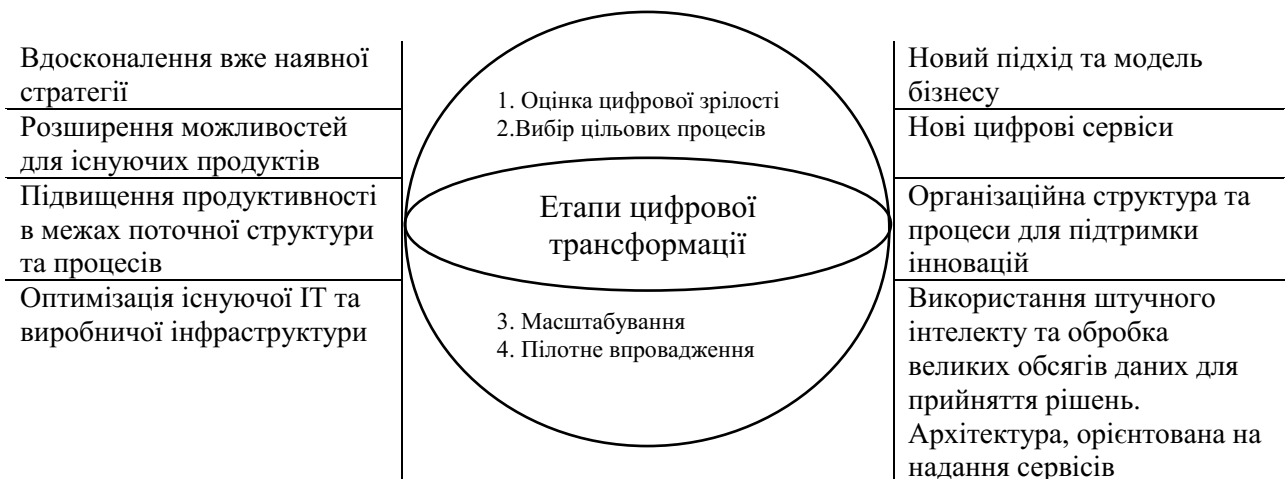 Вдосконалення вже наявної
стратегії
Розширення можливостей
для існуючих продуктів
Підвищення продуктивності
в межах поточної структури
та процесів
Оптимізація існуючої ІТ та
виробничої інфраструктури
1. Оцінка цифрової зрілості
2.Вибір цільових процесів
Етапи цифрової
трансформації
3. Масштабування
4. Пілотне впровадження
Новий підхід та модель
бізнесу
Нові цифрові сервіси
Організаційна структура та
процеси для підтримки
інновацій
Використання штучного
інтелекту та обробка
великих обсягів даних для
прийняття рішень.
Архітектура, орієнтована на
надання сервісів